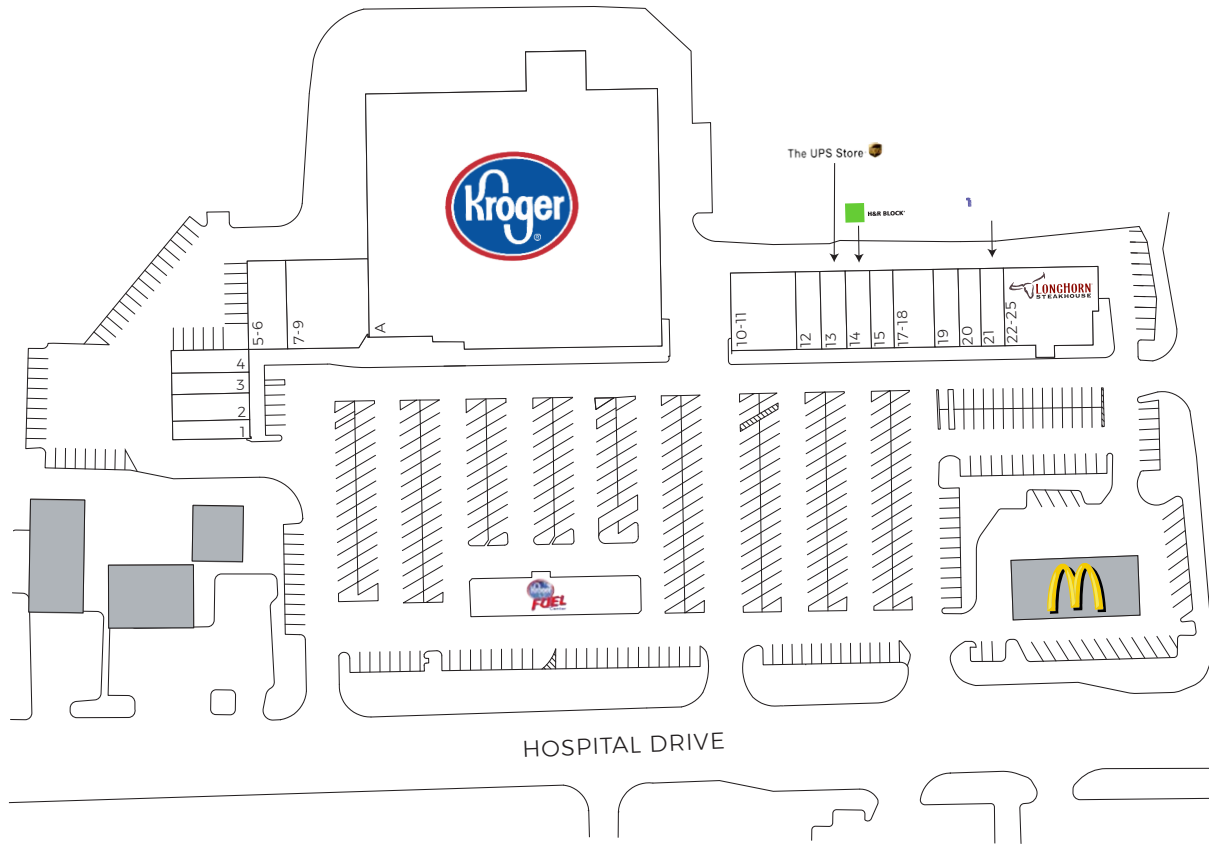 Kroger
®
The UPS Store
H&R BLOCK
LONGHORN
STEAKHOUSE
5-6
7-9
A
4
3
2
1
10-11
12
13
14
15
17-18
19
20
21
22-25
FUEL
HOSPITAL DRIVE